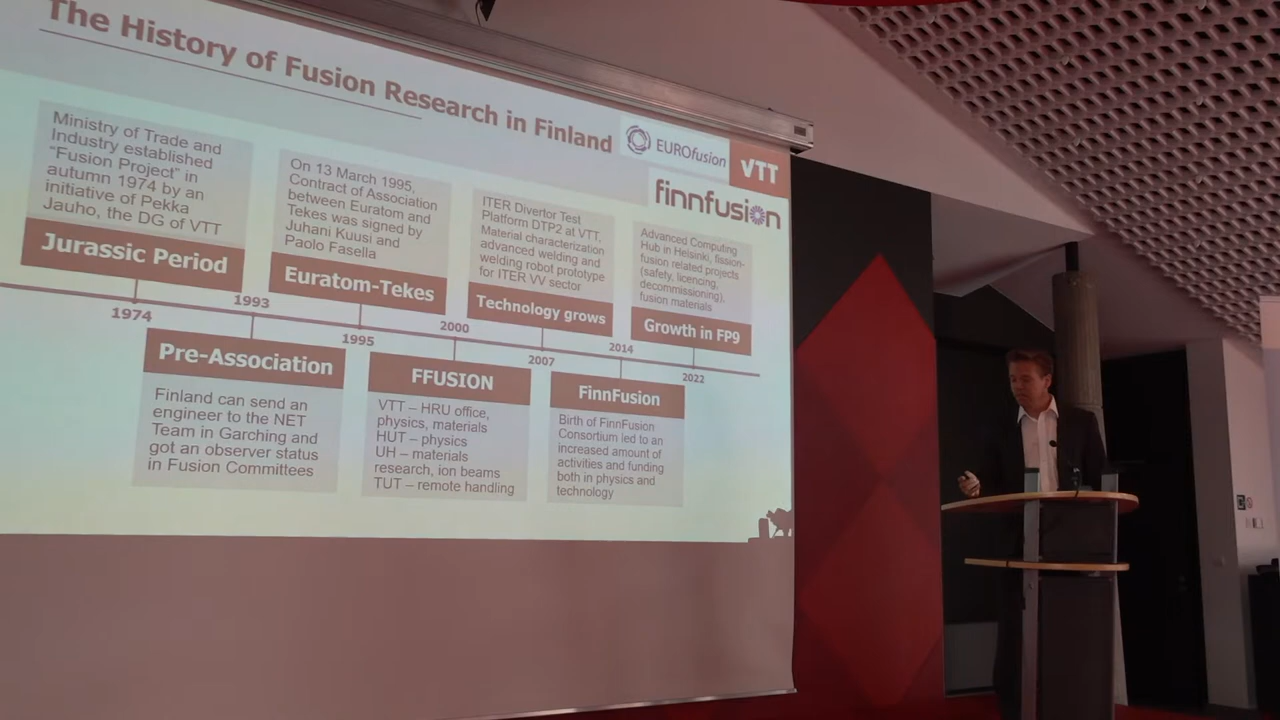 The History of Fusion Research in Finland
EUROfusion
VTT
finnfusion
Ministry of Trade and
Industry established
"Fusion Project" in
autumn 1974 by an
initiative of Pekka
Jauho, the DG of VTT
Jurassic Period
On 13 March 1995,
Contract of Association
between Euratom and
Tekes was signed by
Juhani Kuusi and
Paolo Fasella
Euratom-Tekes
ITER Divertor Test
Platform DTP2 at VTT,
Material characterization
advanced welding and
welding robot prototype
for ITER VV sector
Technology grows
Advanced Computing
Hub in Helsinki, fission-
fusion related projects
(safety, licencing,
decommissioning),
fusion materials
Growth in FP9
1974
1993
1995
2000
2007
2014
2022
Pre-Association
Finland can send an
engineer to the NET
Team in Garching and
got an observer status
in Fusion Committees
FFUSION
VTT – HRU office,
physics, materials
HUT – physics
UH – materials
research, ion beams
TUT – remote handling
FinnFusion
Birth of FinnFusion
Consortium led to an
increased amount of
activities and funding
both in physics and
technology